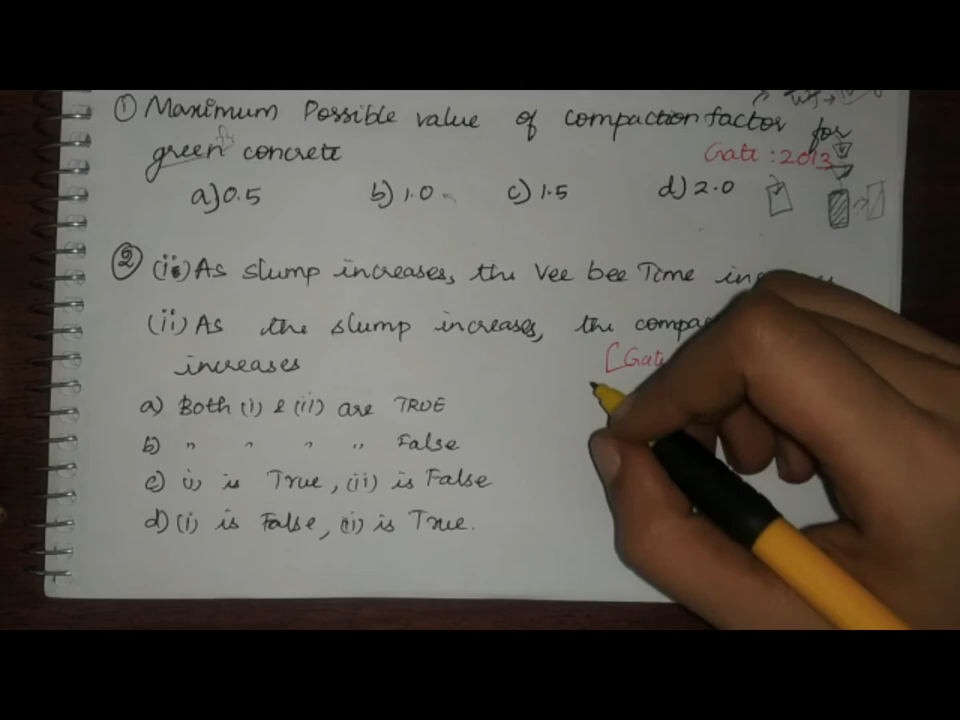 ① Maximum Possible value of compaction factor for
green concrete
Gate : 2013
a) 0.5 b) 1.0 c) 1.5 d) 2.0
② (i) As slump increases, the Vee bee Time
(ii) As the slump increases, the
increases
[Gate
a) Both (i) & (ii) are TRUE
b) " " " " False
c) i) is True, (ii) is False
d) (i) is False, (i) is True.